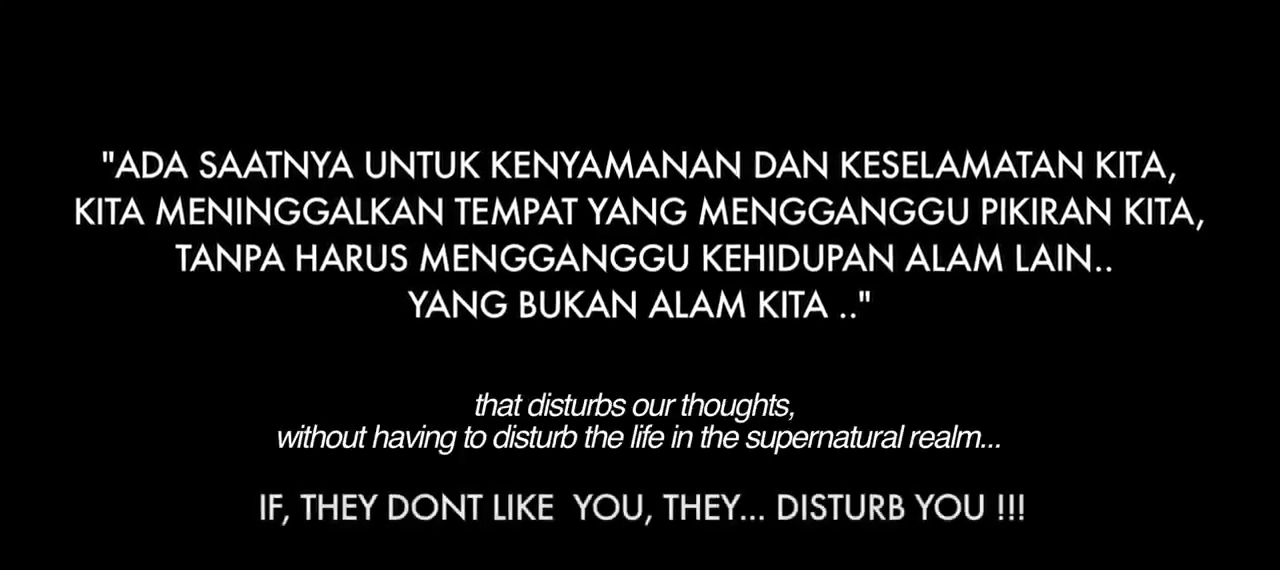 "ADA SAATNYA UNTUK KENYAMANAN DAN KESELAMATAN KITA,
KITA MENINGGALKAN TEMPAT YANG MENGGANGGU PIKIRAN KITA,
TANPA HARUS MENGGANGGU KEHIDUPAN ALAM LAIN..
YANG BUKAN ALAM KITA .."
that disturbs our thoughts,
without having to disturb the life in the supernatural realm...
IF, THEY DONT LIKE  YOU, THEY... DISTURB YOU !!!